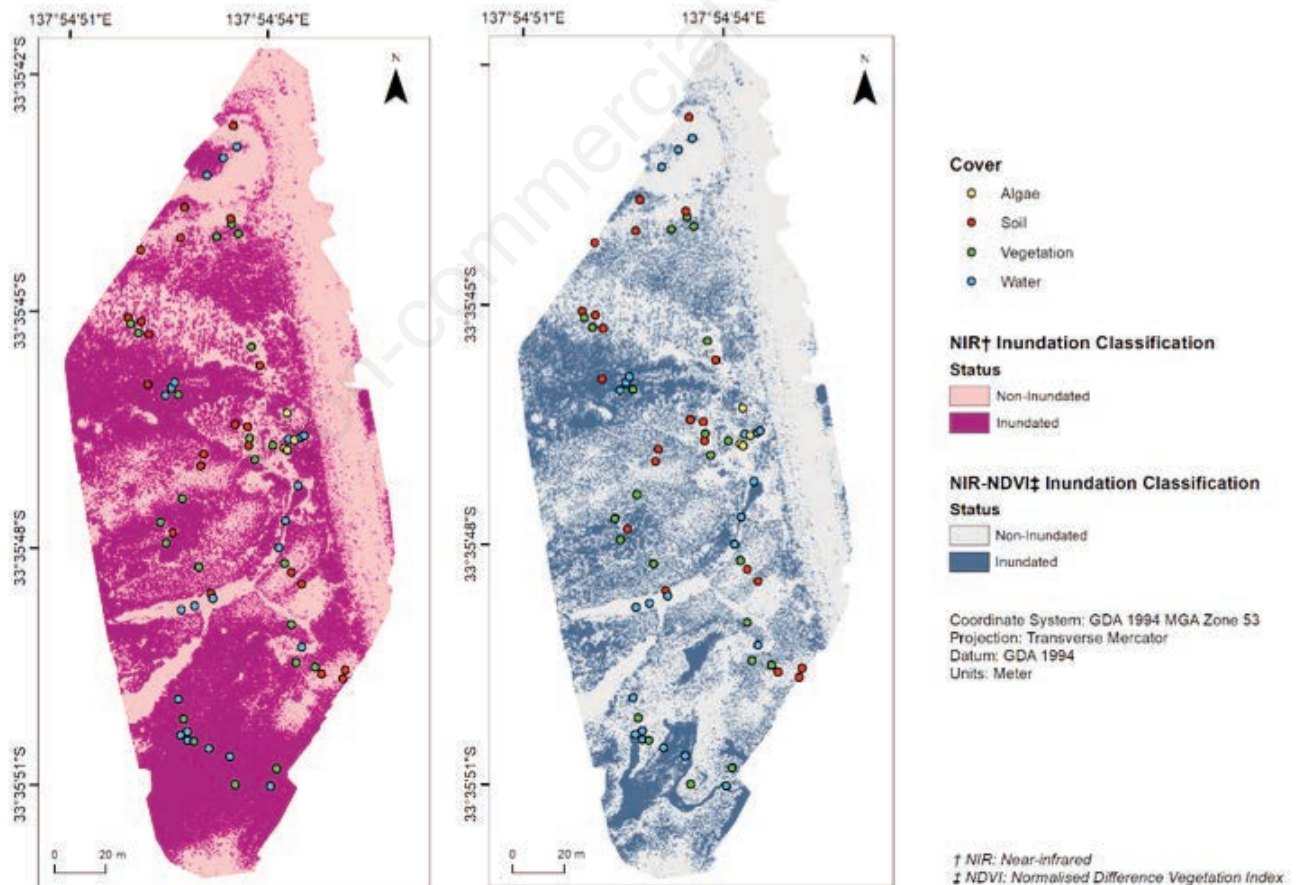 137°54'51"E 137°54'54"E 137°54'51"E 137°54'54"E
33°35'42"S
33°35'45"S
33°35'48"S
33°35'51"S
33°35'45"S
33°35'48"S
33°35'51"S
N
N
0 20 m
0 20 m
Cover
Algae
Soil
Vegetation
Water
NIR† Inundation Classification
Status
Non-Inundated
Inundated
NIR-NDVI‡ Inundation Classification
Status
Non-Inundated
Inundated
Coordinate System: GDA 1994 MGA Zone 53
Projection: Transverse Mercator
Datum: GDA 1994
Units: Meter
† NIR: Near-infrared
‡ NDVI: Normalised Difference Vegetation Index
n-commercial